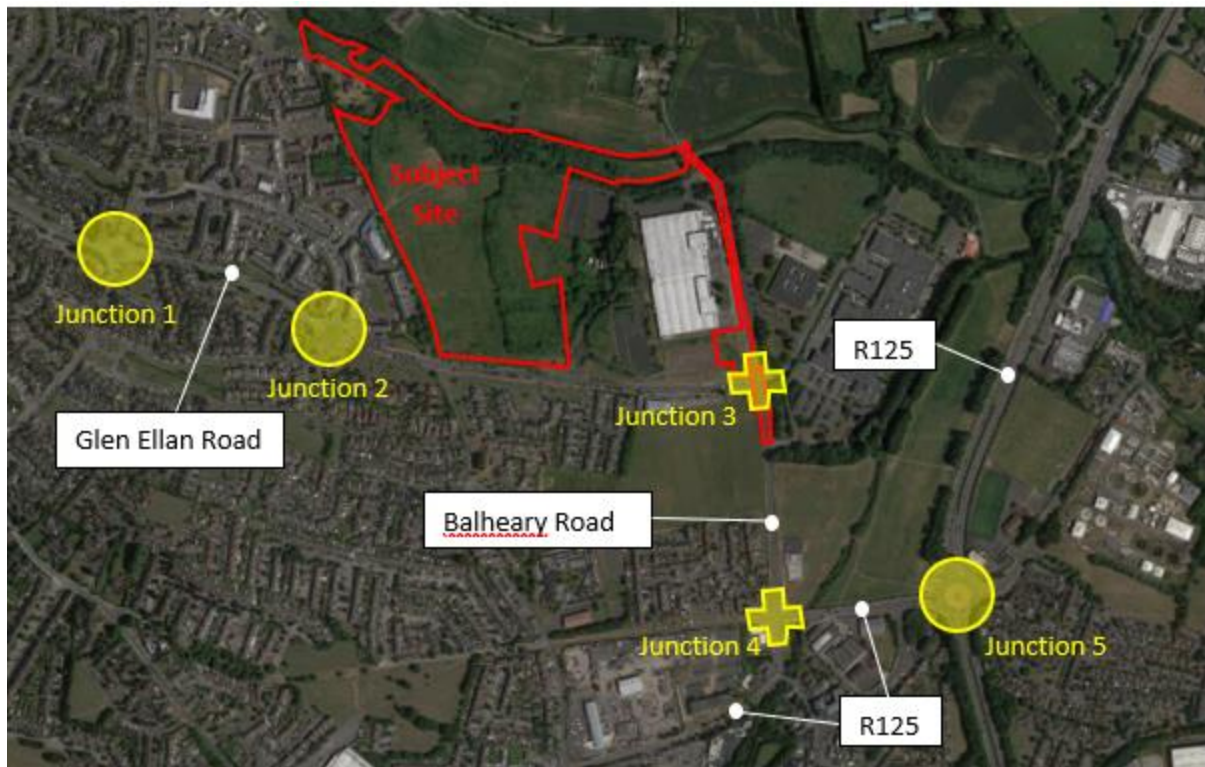 Subject
Site
Junction 1
Junction 2
R125
Junction 3
Glen Ellan Road
Balheary Road
Junction 4
Junction 5
R125